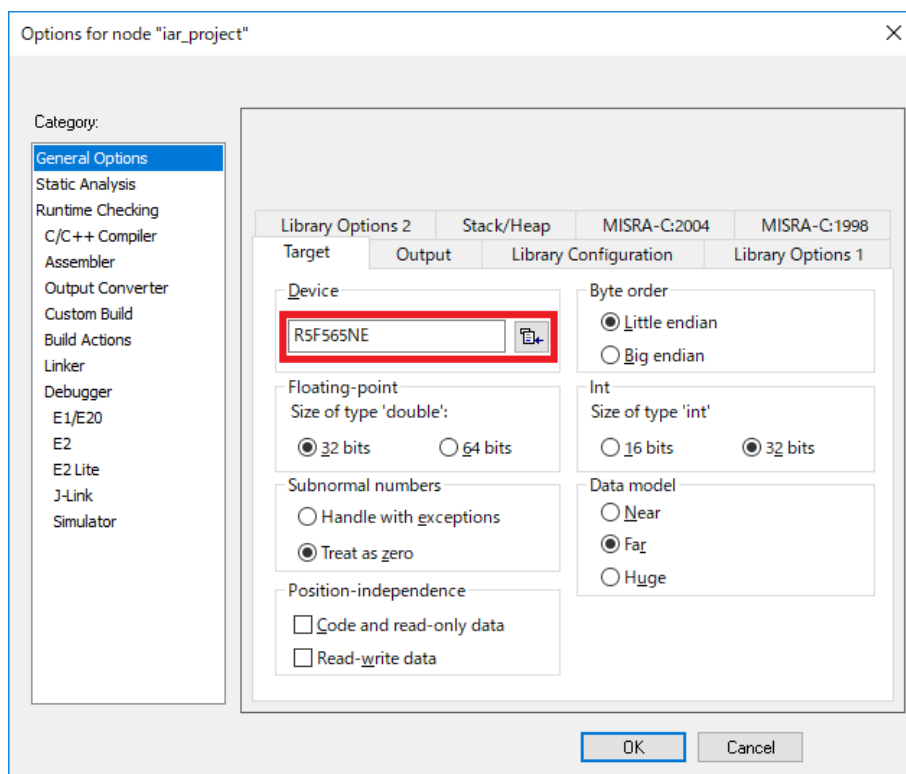 Options for node "iar_project"
Category:
General Options
Static Analysis
Runtime Checking
C/C++ Compiler
Assembler
Output Converter
Custom Build
Build Actions
Linker
Debugger
E1/E20
E2
E2 Lite
J-Link
Simulator
Library Options 2
Stack/Heap
MISRA-C:2004
MISRA-C:1998
Target
Output
Library Configuration
Library Options 1
Device
R5F565NE
Byte order
Little endian
Big endian
Floating-point
Size of type 'double':
32 bits
64 bits
Int
Size of type 'int'
16 bits
32 bits
Subnormal numbers
Handle with exceptions
Treat as zero
Data model
Near
Far
Huge
Position-independence
Code and read-only data
Read-write data
OK
Cancel